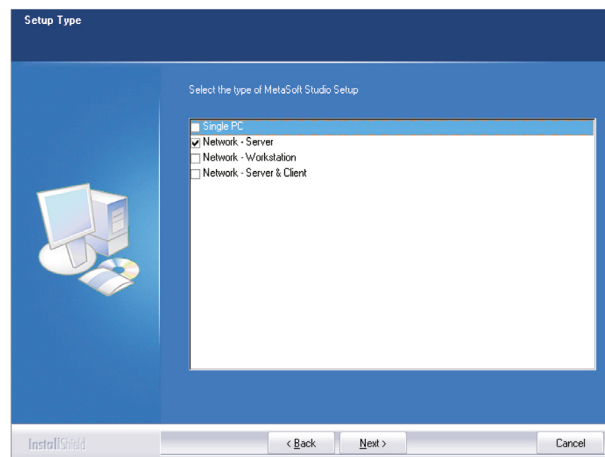 Setup Type
Select the type of MetaSoft Studio Setup
Single PC
Network - Server
Network - Workstation
Network - Server & Client
InstallShield
< Back
Next >
Cancel